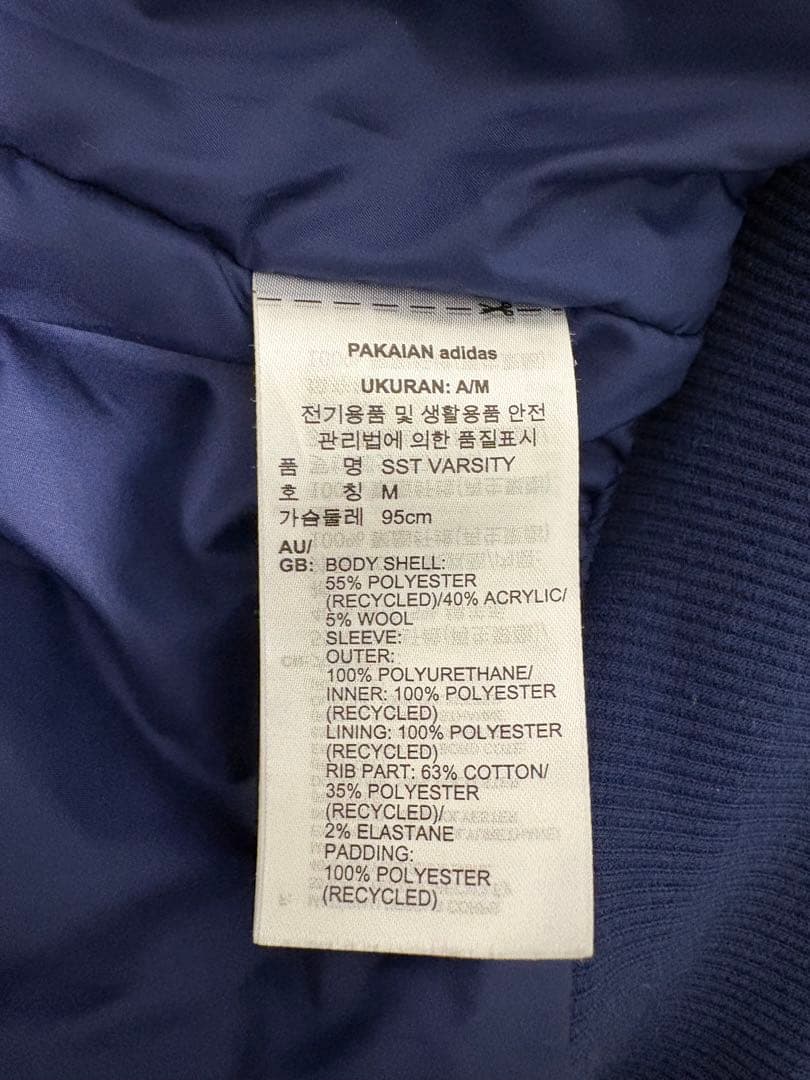 PAKAIAN adidas
UKURAN: A/M
전기용품 및 생활용품 안전
관리법에 의한 품질표시
품 명 SST VARSITY
호 칭 M
가슴둘레 95cm
AU/
GB: BODY SHELL:
55% POLYESTER
(RECYCLED)/40% ACRYLIC/
5% WOOL
SLEEVE:
OUTER:
100% POLYURETHANE/
INNER: 100% POLYESTER
(RECYCLED)
LINING: 100% POLYESTER
(RECYCLED)
RIB PART: 63% COTTON/
35% POLYESTER
(RECYCLED)/
2% ELASTANE
PADDING:
100% POLYESTER
(RECYCLED)